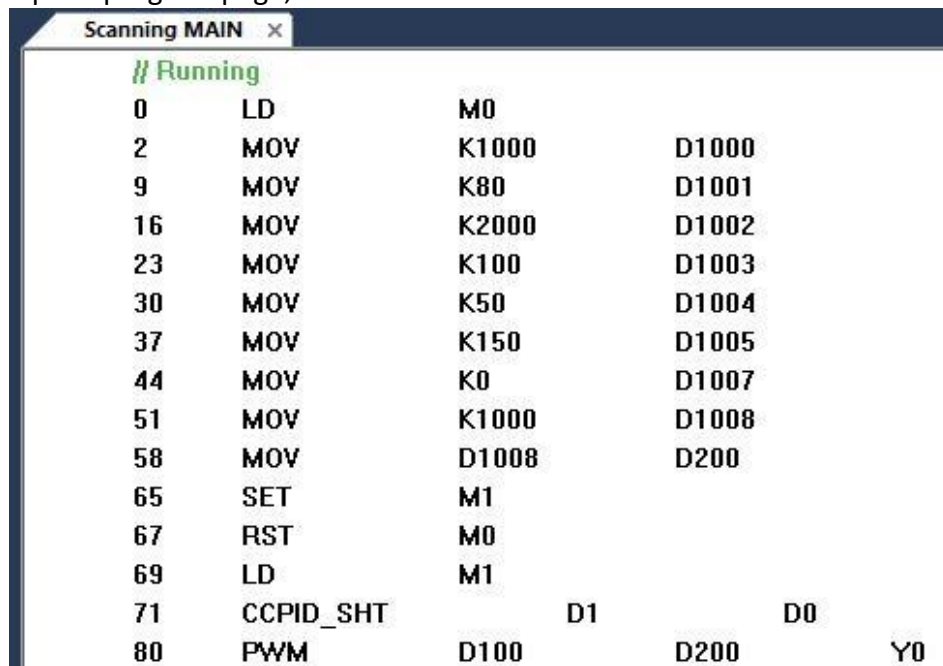 Scanning MAIN ×
// Running
0 LD M0
2 MOV K1000 D1000
9 MOV K80 D1001
16 MOV K2000 D1002
23 MOV K100 D1003
30 MOV K50 D1004
37 MOV K150 D1005
44 MOV K0 D1007
51 MOV K1000 D1008
58 MOV D1008 D200
65 SET M1
67 RST M0
69 LD M1
71 CCPID_SHT D1 D0
80 PWM D100 D200 Y0